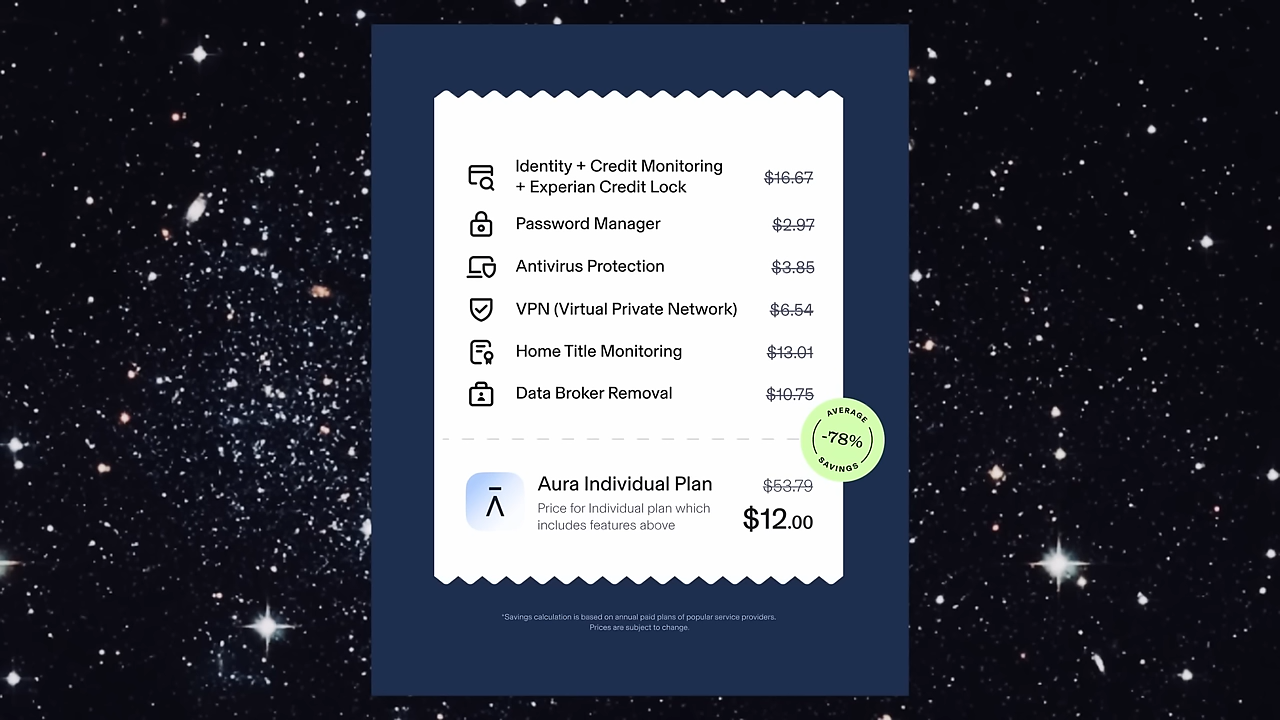 Identity + Credit Monitoring
+ Experian Credit Lock
$16.67
Password Manager
$2.97
Antivirus Protection
$3.85
VPN (Virtual Private Network)
$6.54
Home Title Monitoring
$13.01
Data Broker Removal
$10.75
AVERAGE
-78%
SAVINGS
Aura Individual Plan
$53.79
Price for Individual plan which
includes features above
$12.00
*Savings calculation is based on annual paid plans of popular service providers.
Prices are subject to change.